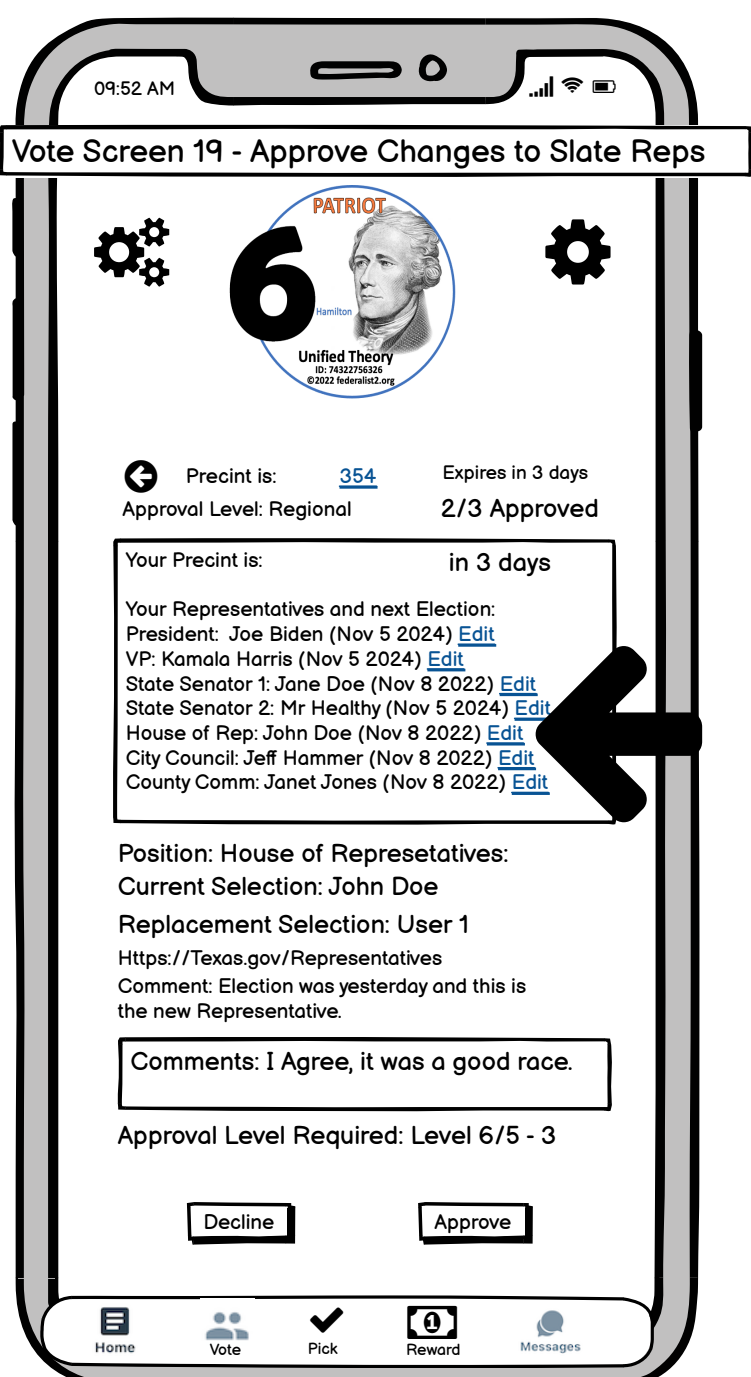 09:52 AM
Vote Screen 19 - Approve Changes to Slate Reps
PATRIOT
6
Hamilton
Unified Theory
ID: 74322756326
©2022 federalist2.org
Precint is: 354 Expires in 3 days
Approval Level: Regional 2/3 Approved
Your Precint is: in 3 days
Your Representatives and next Election:
President: Joe Biden (Nov 5 2024) Edit
VP: Kamala Harris (Nov 5 2024) Edit
State Senator 1: Jane Doe (Nov 8 2022) Edit
State Senator 2: Mr Healthy (Nov 5 2024) Edit
House of Rep: John Doe (Nov 8 2022) Edit
City Council: Jeff Hammer (Nov 8 2022) Edit
County Comm: Janet Jones (Nov 8 2022) Edit
Position: House of Represetatives:
Current Selection: John Doe
Replacement Selection: User 1
Https://Texas.gov/Representatives
Comment: Election was yesterday and this is
the new Representative.
Comments: I Agree, it was a good race.
Approval Level Required: Level 6/5 - 3
Decline Approve
1
Home Vote Pick Reward Messages